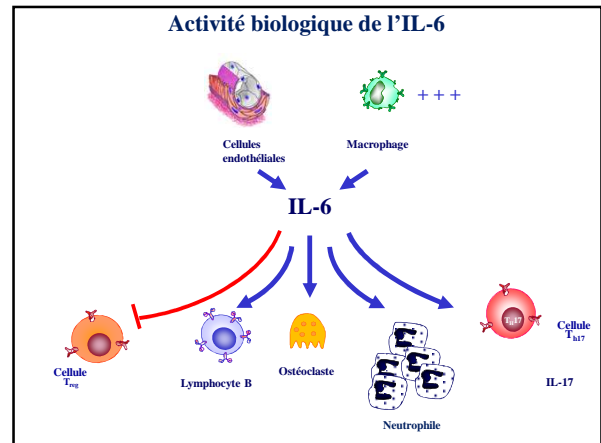 Activité biologique de l’IL-6
+ + +
Cellules
endothéliales
Macrophage
IL-6
Th17
Cellule
Th17
Cellule
Treg
Lymphocyte B
Ostéoclaste
IL-17
Neutrophile